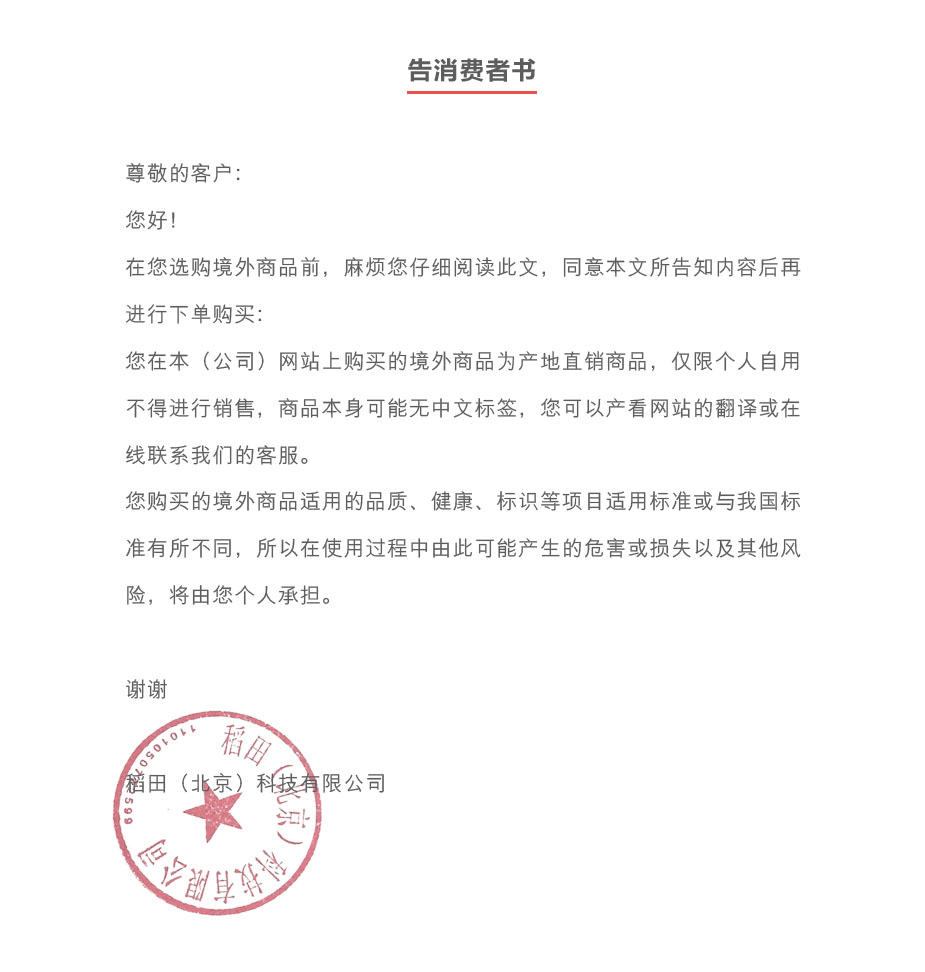 告消费者书
尊敬的客户：
您好！
在您选购境外商品前，麻烦您仔细阅读此文，同意本文所告知内容后再
进行下单购买：
您在本（公司）网站上购买的境外商品为产地直销商品，仅限个人自用
不得进行销售，商品本身可能无中文标签，您可以产看网站的翻译或在
线联系我们的客服。
您购买的境外商品适用的品质、健康、标识等项目适用标准或与我国标
准有所不同，所以在使用过程中由此可能产生的危害或损失以及其他风
险，将由您个人承担。
谢谢
稻田（北京）科技有限公司
稻田（北京）科技有限公司